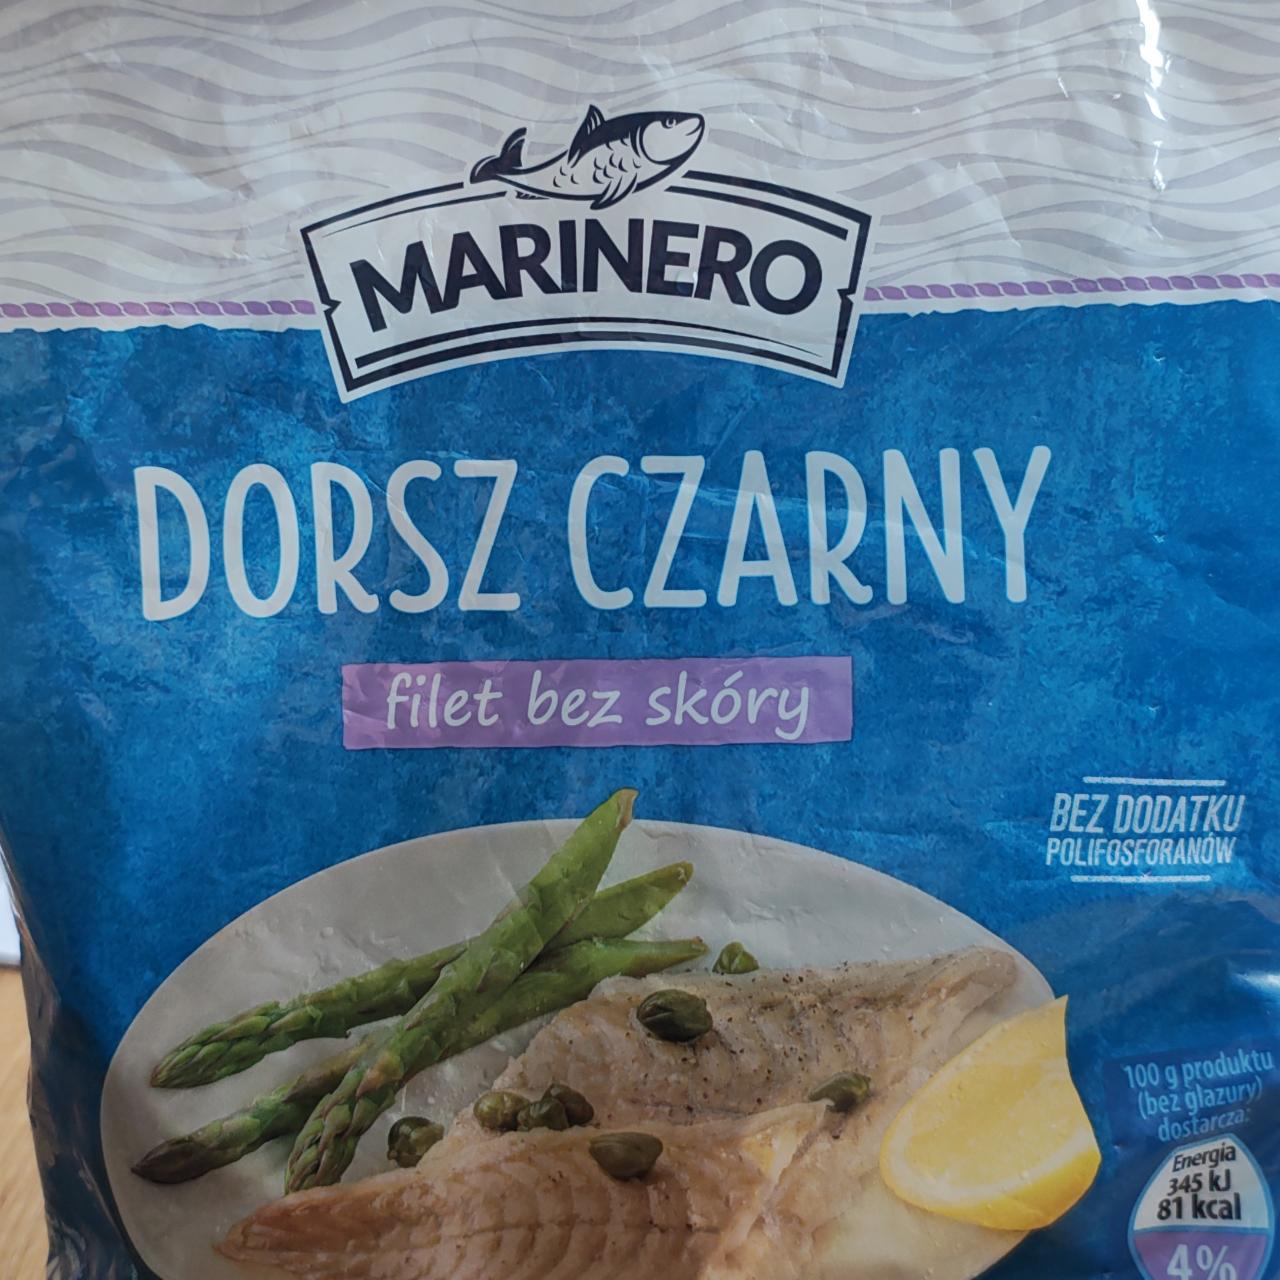 MARINERO
DORSZ CZARNY
filet bez skóry
BEZ DODATKU
POLIFOSFORANÓW
100 g produktu
(bez glazury)
dostarcza:
Energia
345 kJ
81 kcal
4%